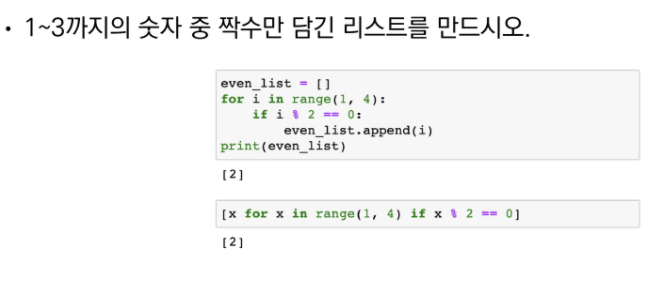 • 1~3까지의 숫자 중 짝수만 담긴 리스트를 만드시오.
even_list = []
for i in range(1, 4):
    if i % 2 == 0:
        even_list.append(i)
print(even_list)
[2]
[x for x in range(1, 4) if x % 2 == 0]
[2]